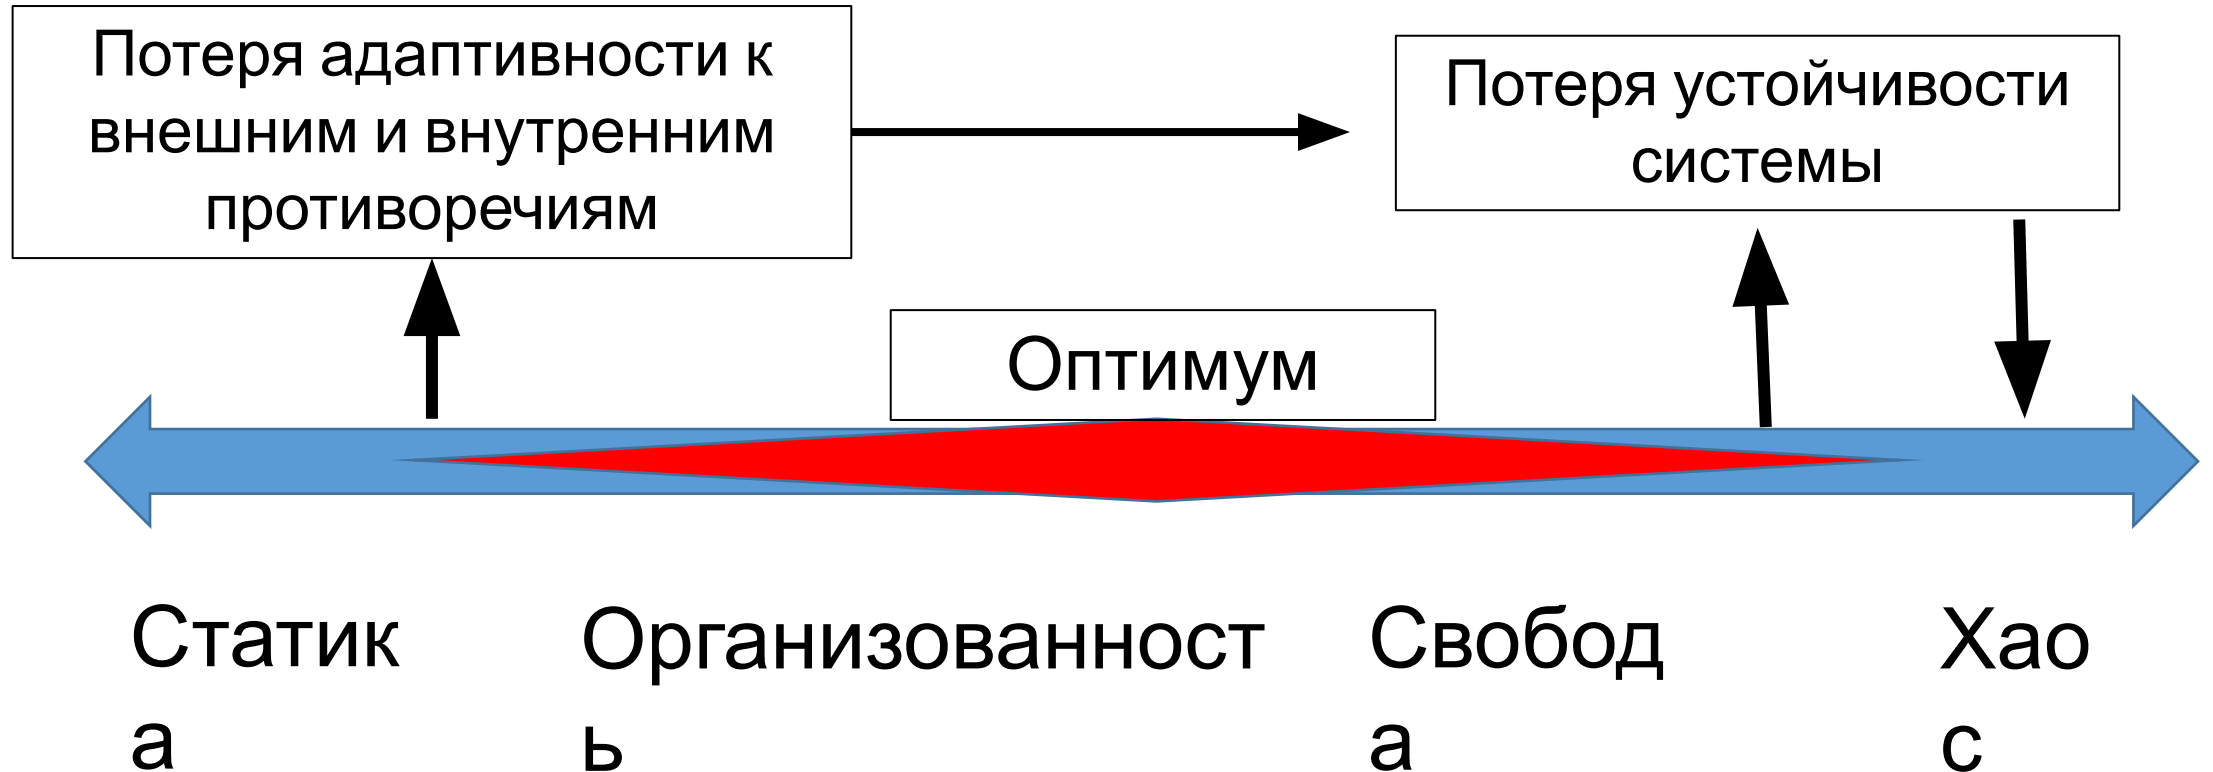 Потеря адаптивности к
внешним и внутренним
противоречиям
Потеря устойчивости
системы
Оптимум
Статик
а
Организованност
ь
Свобод
а
Хао
с